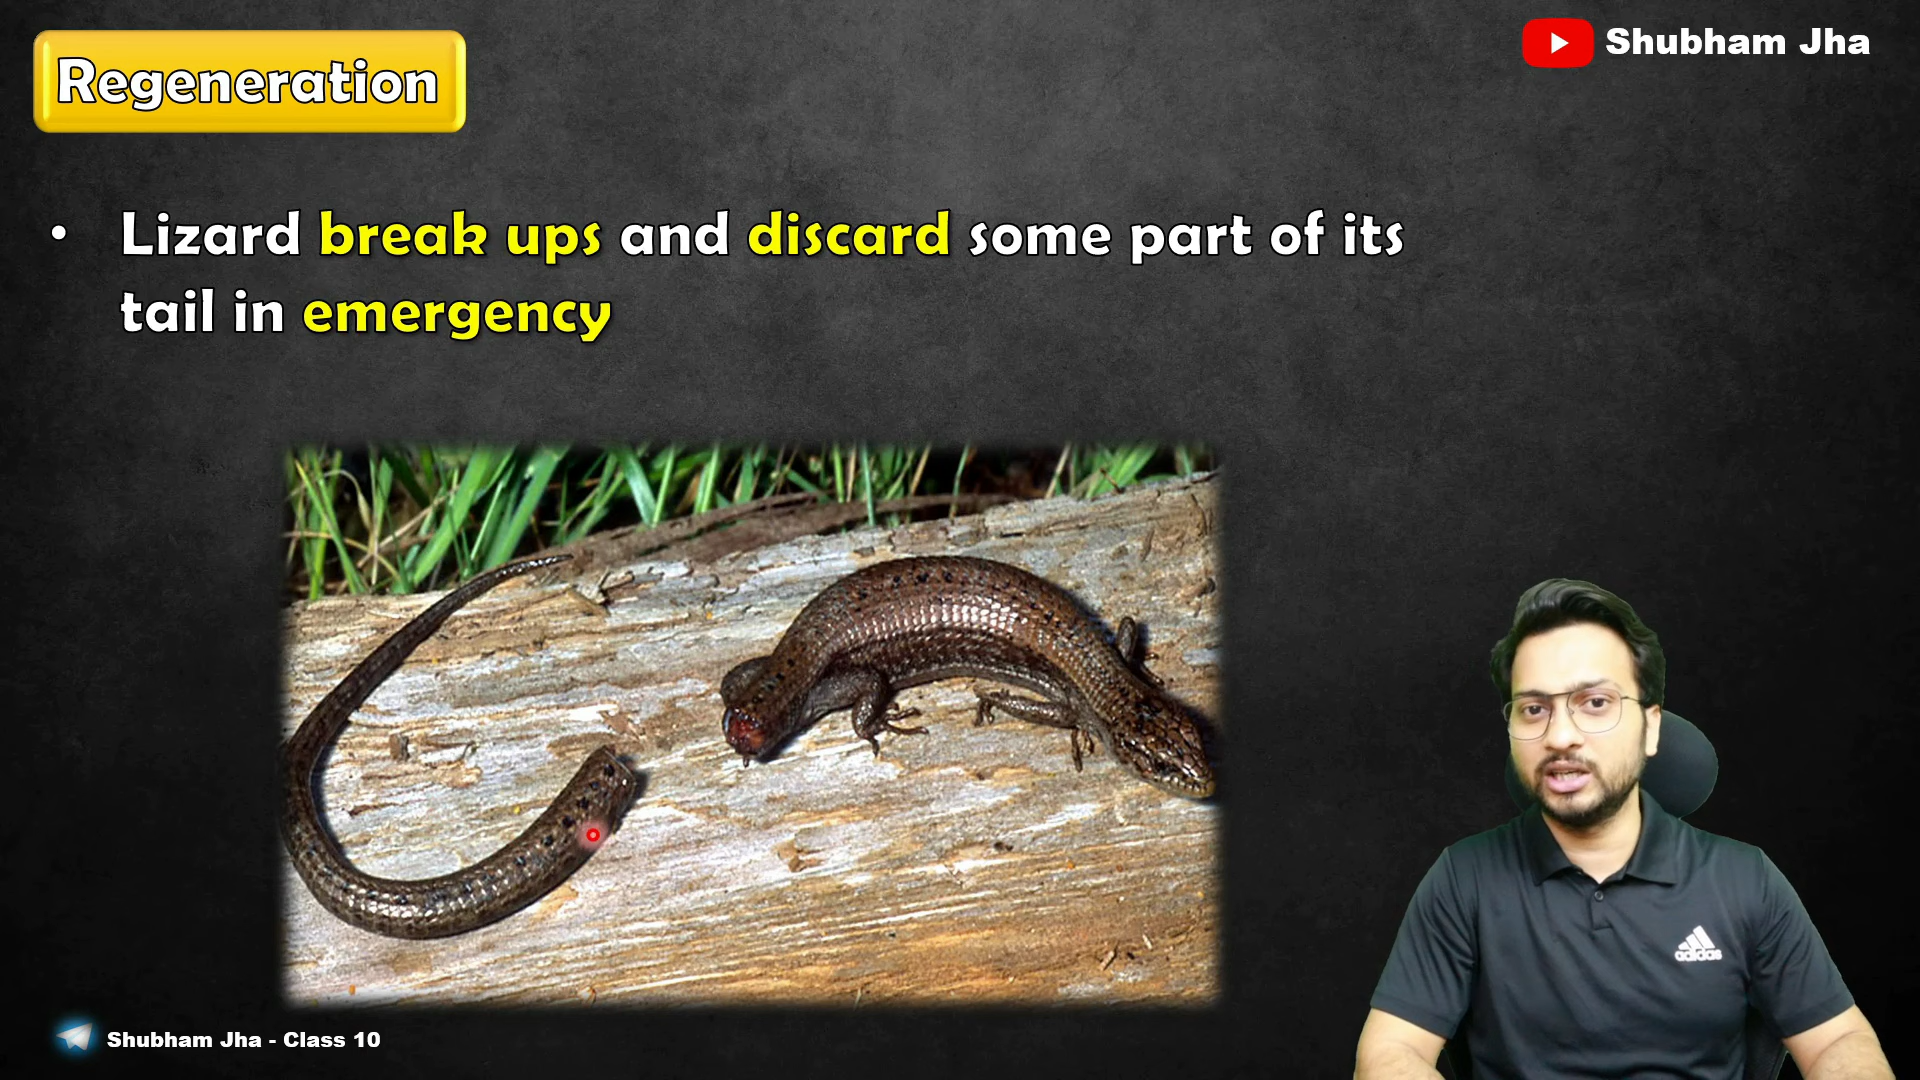 Regeneration
Shubham Jha
• Lizard break ups and discard some part of its
tail in emergency
adidas
Shubham Jha - Class 10